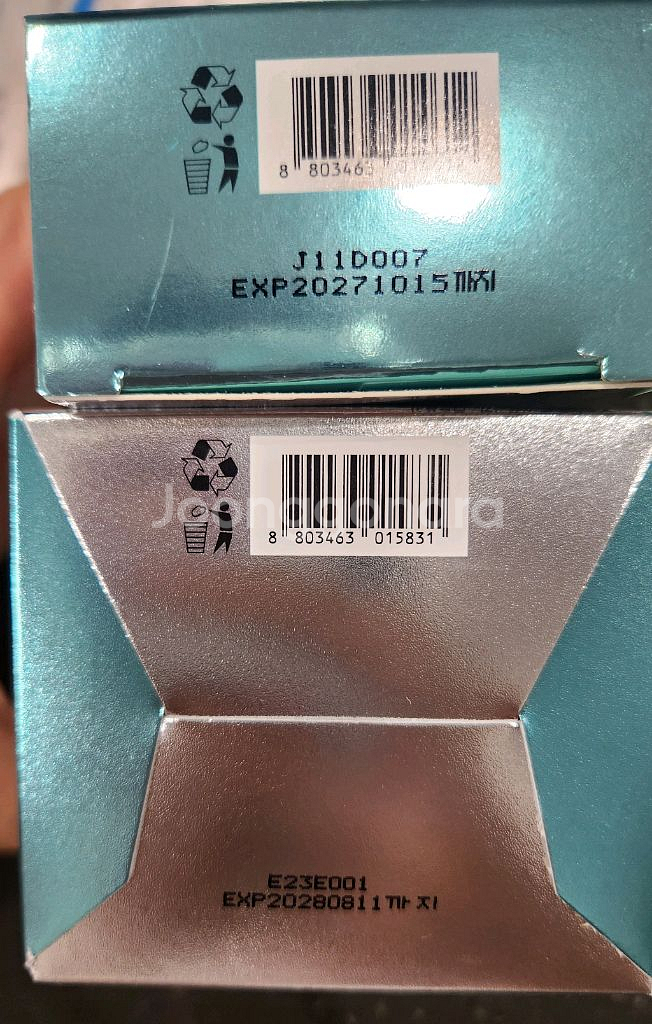 8 803463
J11D007
EXP20271015까지
Joonggonara
8 803463 015831
E23E001
EXP20280811까지